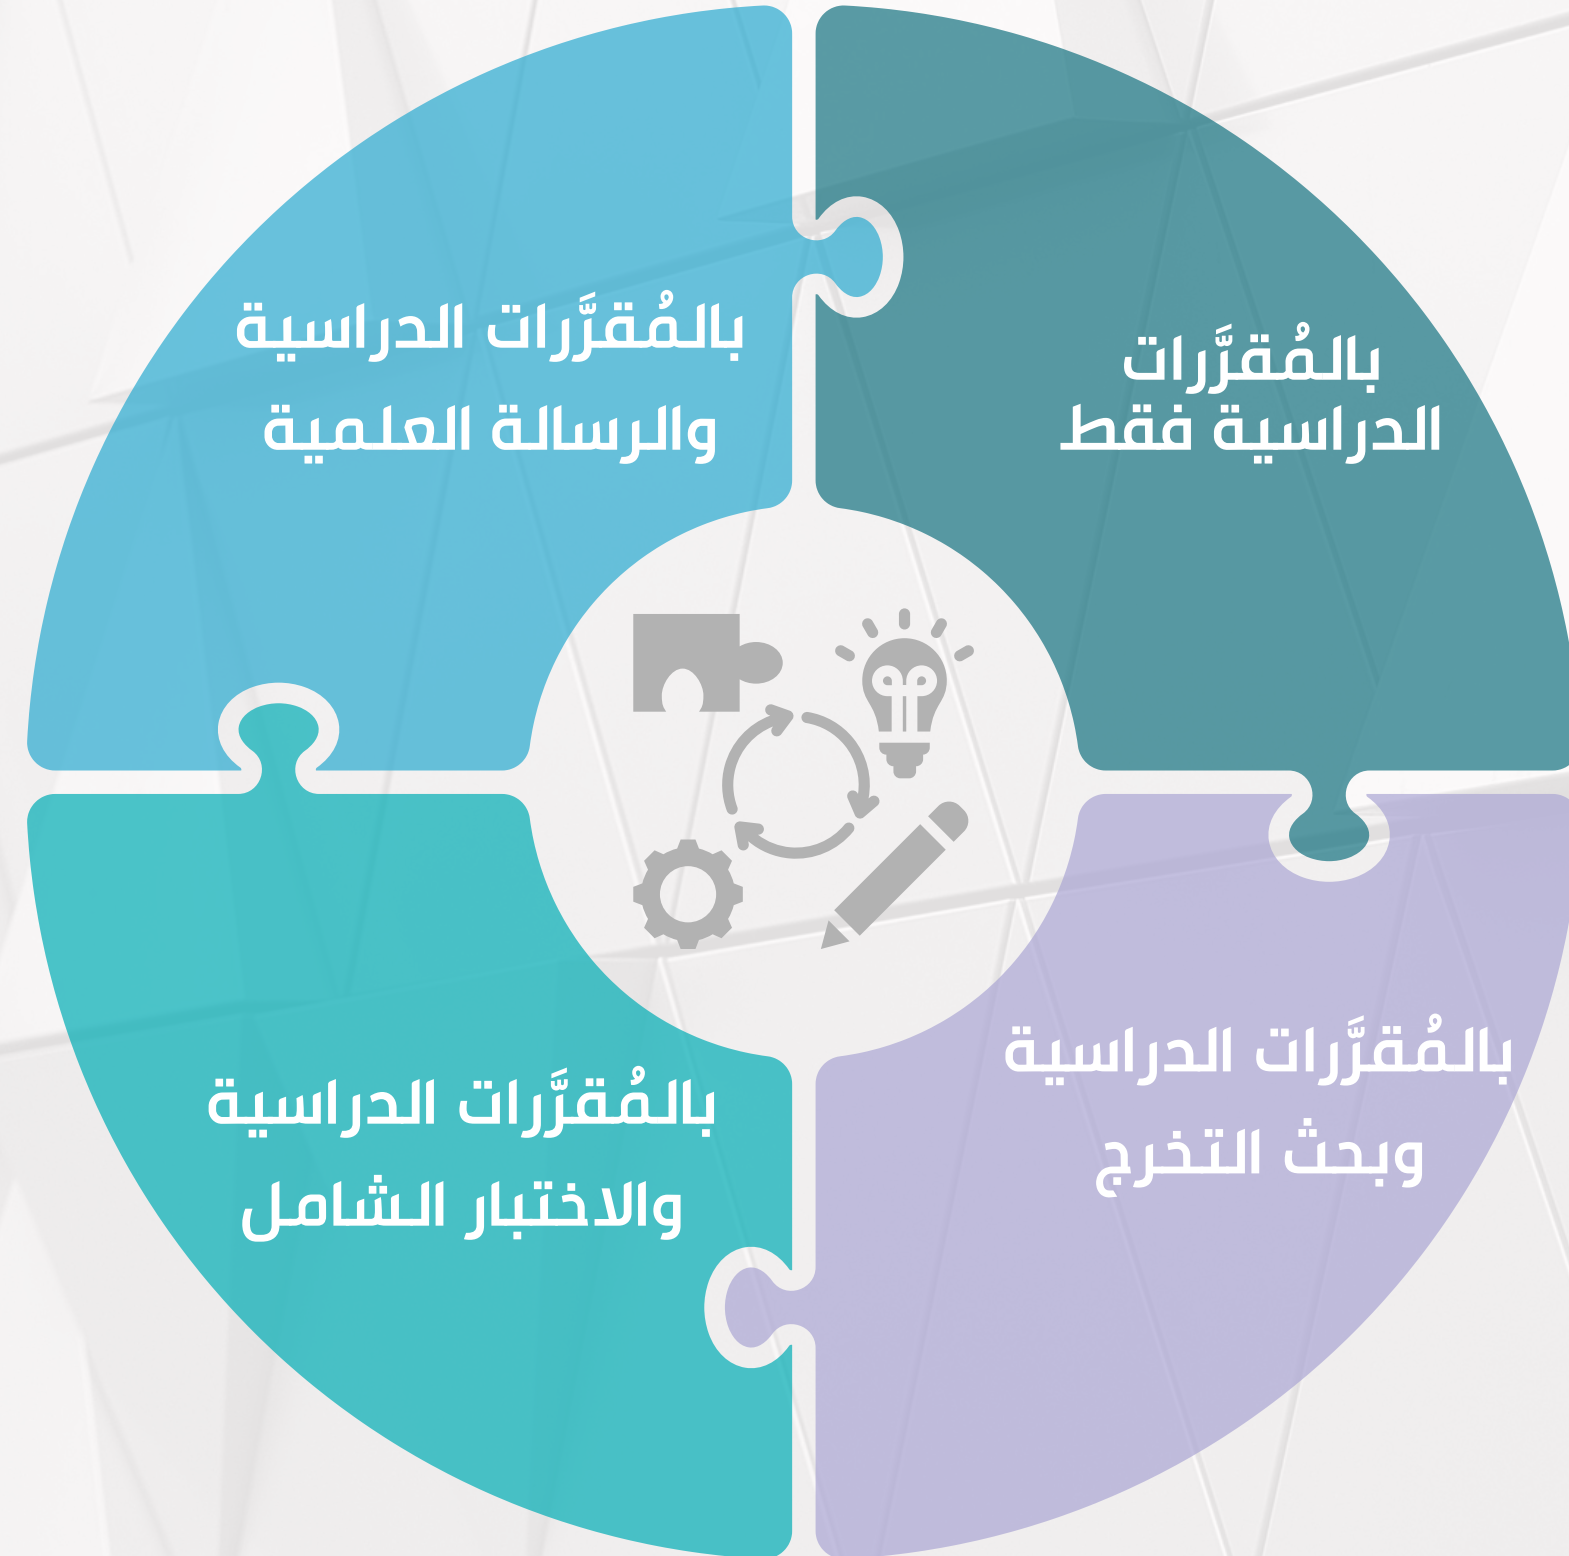 بالمُقرَّرات
الدراسية فقط
بالمُقرَّرات الدراسية
والرسالة العلمية
بالمُقرَّرات الدراسية
وبحث التخرج
بالمُقرَّرات الدراسية
والاختبار الشامل